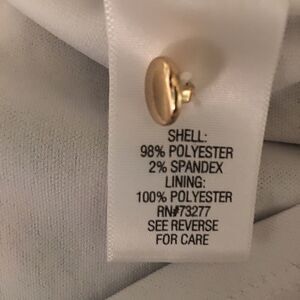 SHELL:
98% POLYESTER
2% SPANDEX
LINING:
100% POLYESTER
RN#73277
SEE REVERSE
FOR CARE